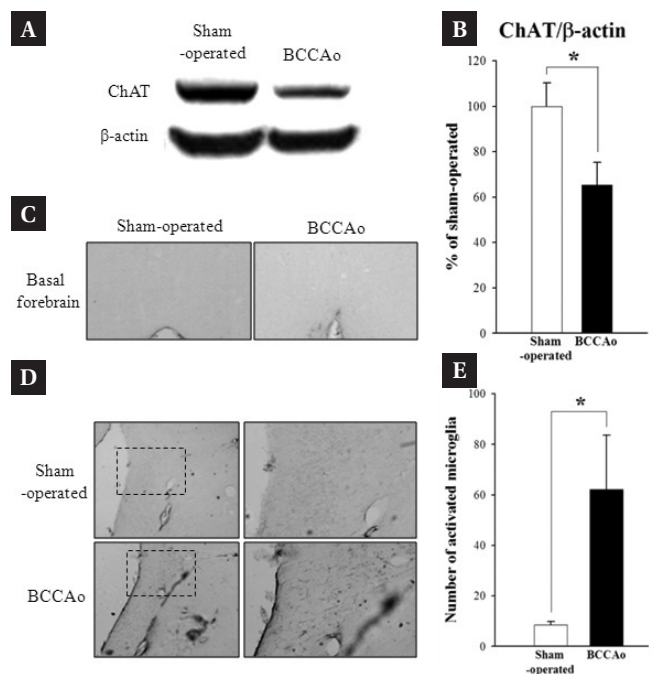 A
Sham
-operated
BCCAo
ChAT
β-actin
B
ChAT/β-actin
*
% of sham-operated
120
100
80
60
40
20
0
Sham
-operated
BCCAo
C
Sham-operated
BCCAo
Basal
forebrain
D
Sham
-operated
BCCAo
E
*
Number of activated microglia
100
80
60
40
20
0
Sham
-operated
BCCAo